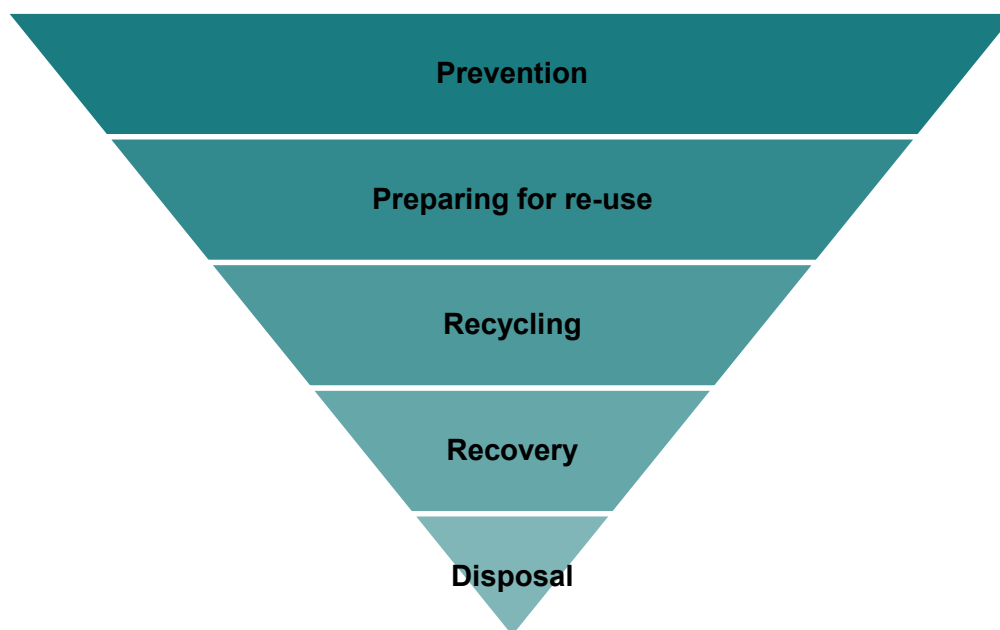 Prevention
Preparing for re-use
Recycling
Recovery
Disposal